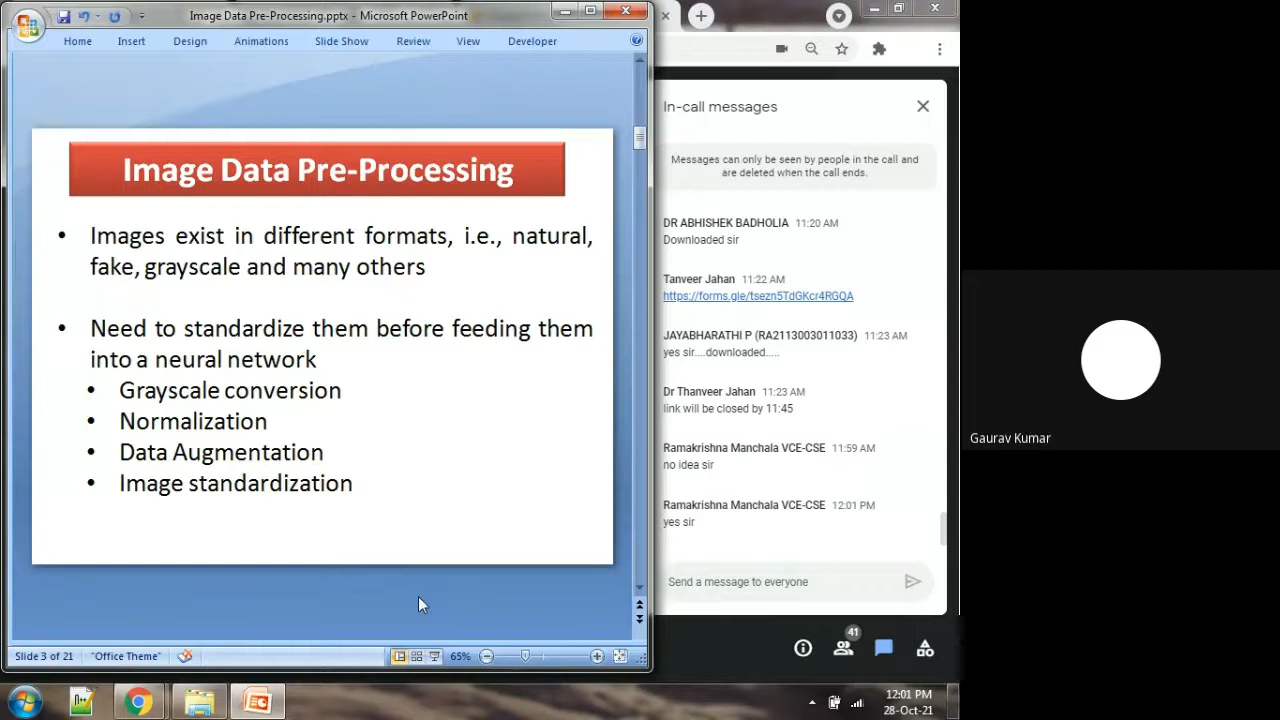 Image Data Pre-Processing.pptx - Microsoft PowerPoint
Home Insert Design Animations Slide Show Review View Developer
Image Data Pre-Processing
• Images exist in different formats, i.e., natural,
fake, grayscale and many others
• Need to standardize them before feeding them
into a neural network
• Grayscale conversion
• Normalization
• Data Augmentation
• Image standardization
Slide 3 of 21 "Office Theme" 65%
In-call messages
Messages can only be seen by people in the call and
are deleted when the call ends.
DR ABHISHEK BADHOLIA 11:20 AM
Downloaded sir
Tanveer Jahan 11:22 AM
https://forms.gle/tsezn5TdGKcr4RGQA
JAYABHARATHI P (RA2113003011033) 11:23 AM
yes sir....downloaded.....
Dr Thanveer Jahan 11:23 AM
link will be closed by 11:45
Ramakrishna Manchala VCE-CSE 11:59 AM
no idea sir
Ramakrishna Manchala VCE-CSE 12:01 PM
yes sir
Send a message to everyone
41
Gaurav Kumar
12:01 PM
28-Oct-21